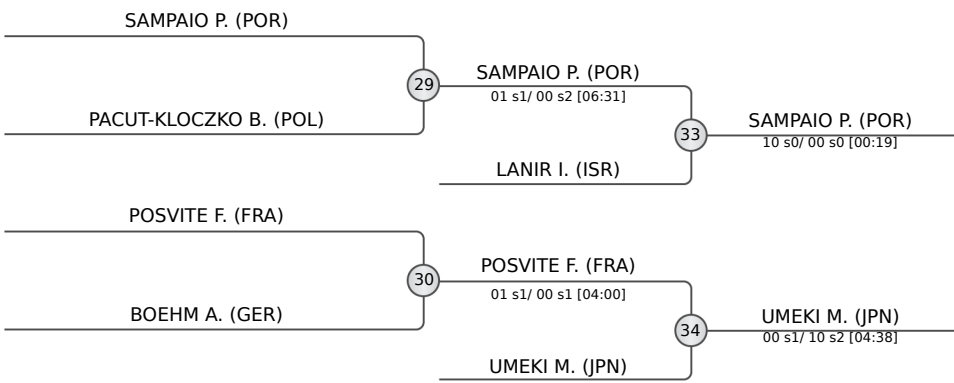 SAMPAIO P. (POR)
29
SAMPAIO P. (POR)
01 s1/ 00 s2 [06:31]
PACUT-KLOCZKO B. (POL)
33
SAMPAIO P. (POR)
10 s0/ 00 s0 [00:19]
LANIR I. (ISR)
POSVITE F. (FRA)
30
POSVITE F. (FRA)
01 s1/ 00 s1 [04:00]
BOEHM A. (GER)
34
UMEKI M. (JPN)
00 s1/ 10 s2 [04:38]
UMEKI M. (JPN)